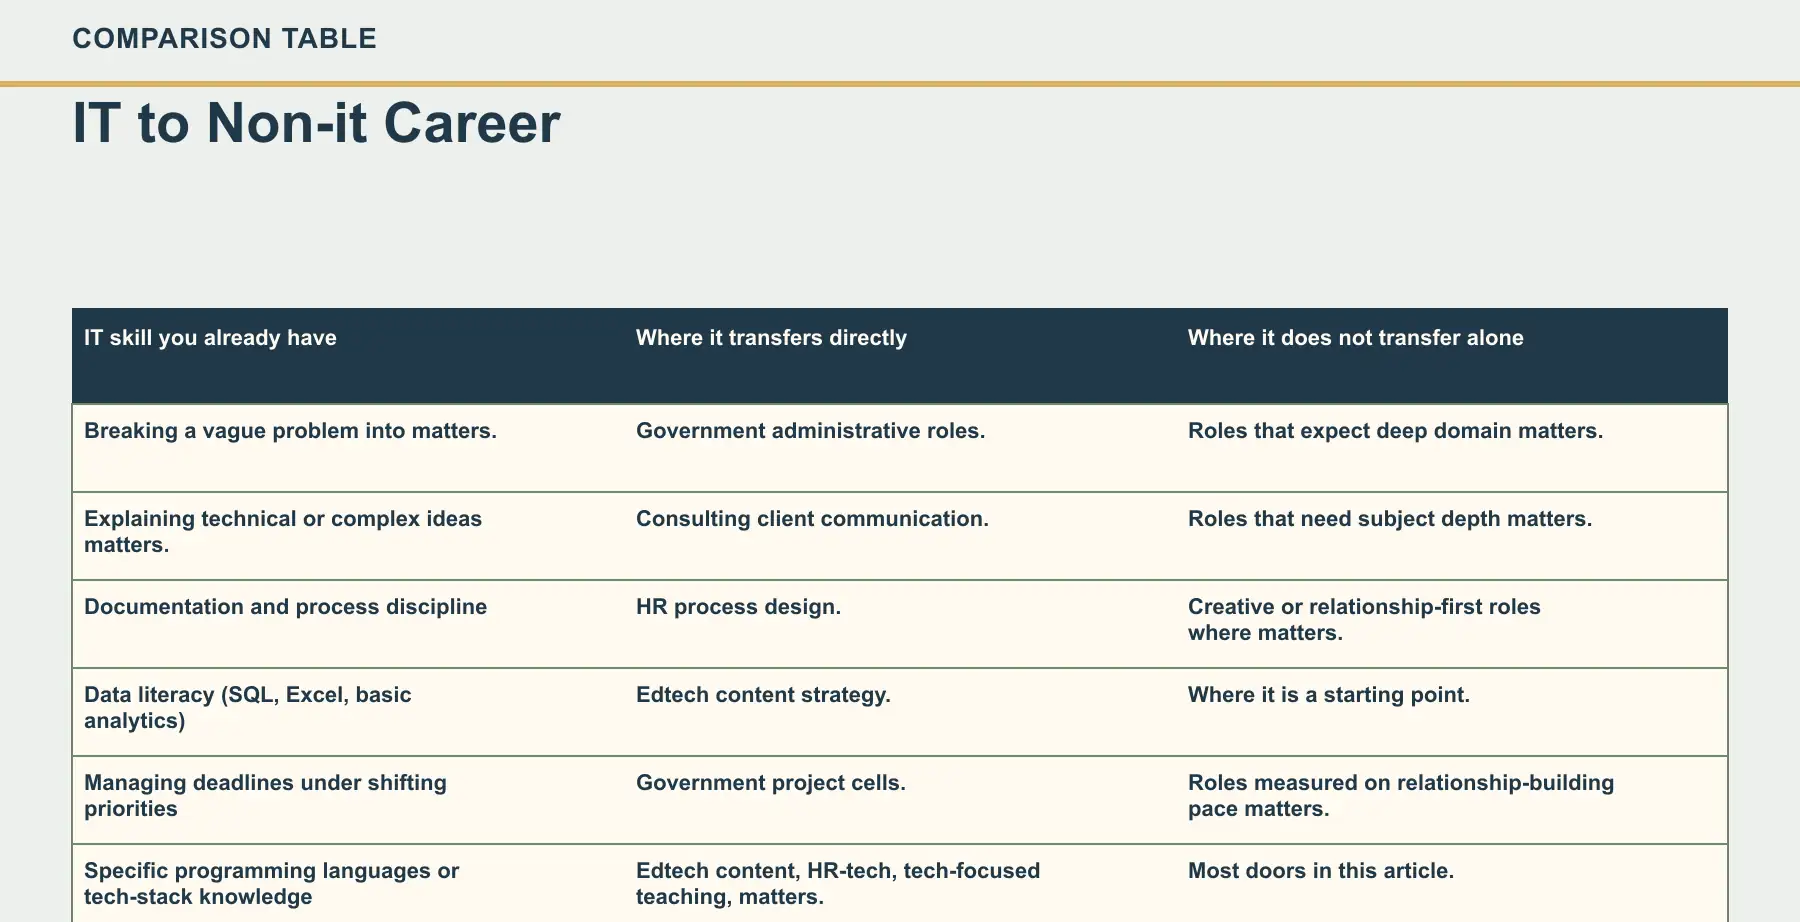 COMPARISON TABLE
IT to Non-it Career
IT skill you already have
Where it transfers directly
Where it does not transfer alone
Breaking a vague problem into matters.
Government administrative roles.
Roles that expect deep domain matters.
Explaining technical or complex ideas
matters.
Consulting client communication.
Roles that need subject depth matters.
Documentation and process discipline
HR process design.
Creative or relationship-first roles
where matters.
Data literacy (SQL, Excel, basic
analytics)
Edtech content strategy.
Where it is a starting point.
Managing deadlines under shifting
priorities
Government project cells.
Roles measured on relationship-building
pace matters.
Specific programming languages or
tech-stack knowledge
Edtech content, HR-tech, tech-focused
teaching, matters.
Most doors in this article.